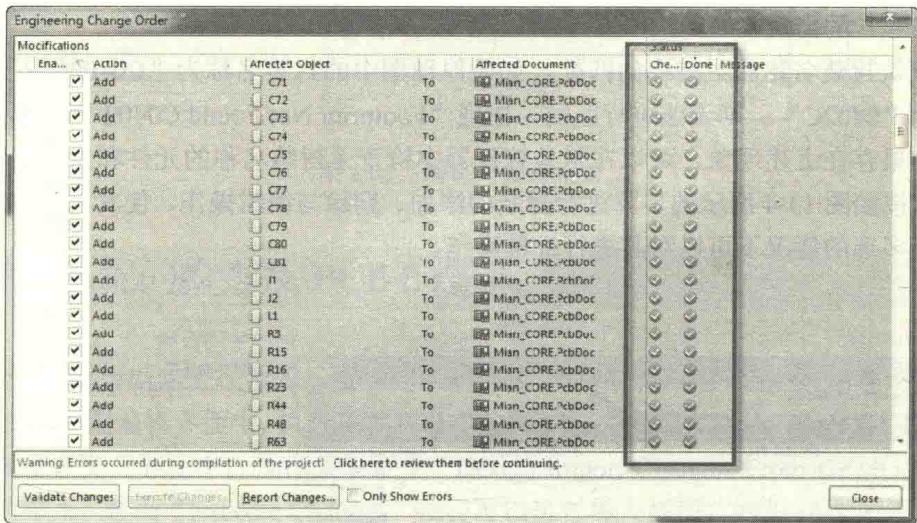 Engineering Change Order
Modifications Status
Ena... Action Affected Object Affected Document Che... Done Message
Add C71 To Mian_CORE.PcbDoc
Add C72 To Mian_CORE.PcbDoc
Add C73 To Mian_CORE.PcbDoc
Add C74 To Mian_CORE.PcbDoc
Add C75 To Mian_CORE.PcbDoc
Add C76 To Mian_CORE.PcbDoc
Add C77 To Mian_CORE.PcbDoc
Add C78 To Mian_CORE.PcbDoc
Add C79 To Mian_CORE.PcbDoc
Add C80 To Mian_CORE.PcbDoc
Add C81 To Mian_CORE.PcbDoc
Add J1 To Mian_CORE.PcbDoc
Add J2 To Mian_CORE.PcbDoc
Add L1 To Mian_CORE.PcbDoc
Add R3 To Mian_CORE.PcbDoc
Add R15 To Mian_CORE.PcbDoc
Add R16 To Mian_CORE.PcbDoc
Add R23 To Mian_CORE.PcbDoc
Add R44 To Mian_CORE.PcbDoc
Add R48 To Mian_CORE.PcbDoc
Add R63 To Mian_CORE.PcbDoc
Warning: Errors occurred during compilation of the project! Click here to review them before continuing.
Validate Changes Execute Changes Report Changes... Only Show Errors Close